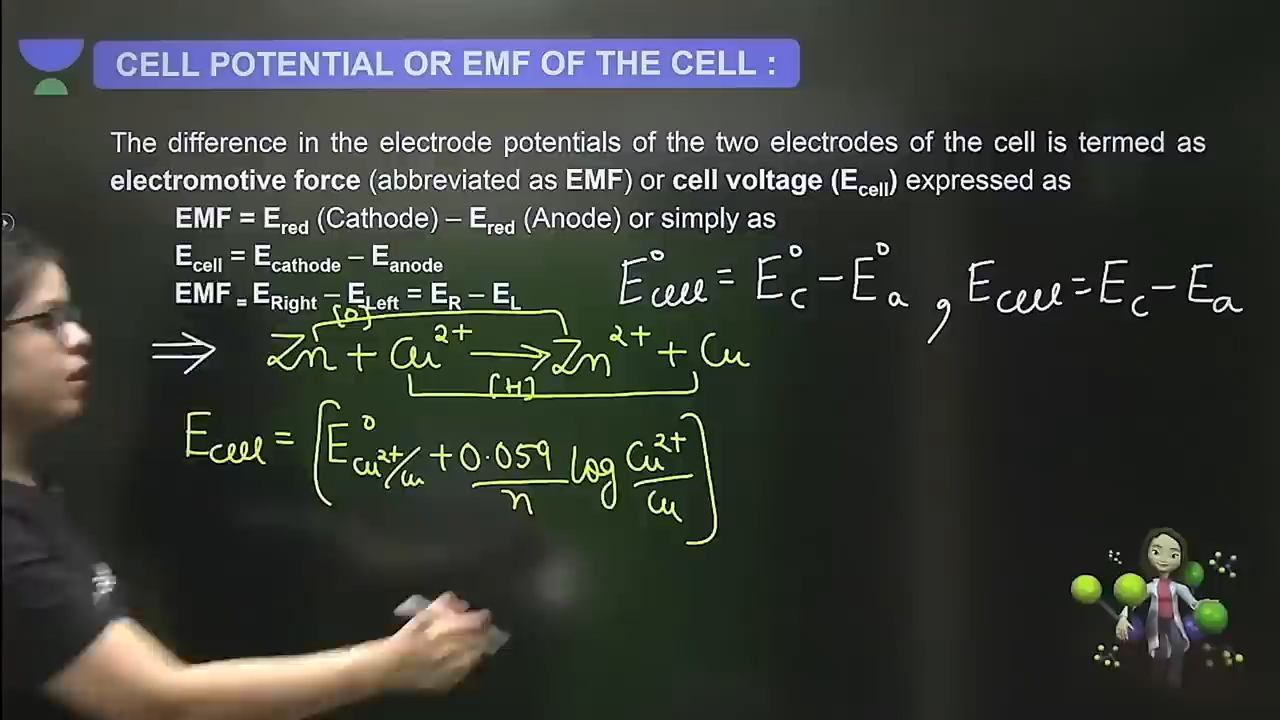 CELL POTENTIAL OR EMF OF THE CELL :
The difference in the electrode potentials of the two electrodes of the cell is termed as
electromotive force (abbreviated as EMF) or cell voltage (Ecell) expressed as
EMF = Ered (Cathode) – Ered (Anode) or simply as
Ecell = Ecathode – Eanode
E°cell = E°c – E°a , Ecell = Ec – Ea
EMF = ERight – ELeft = ER – EL
[O]
⇒ Zn + Cu²⁺ ⟶ Zn²⁺ + Cu
[H]
Ecell = [E°Cu²⁺/Cu + 0.059/n log Cu²⁺/Cu]